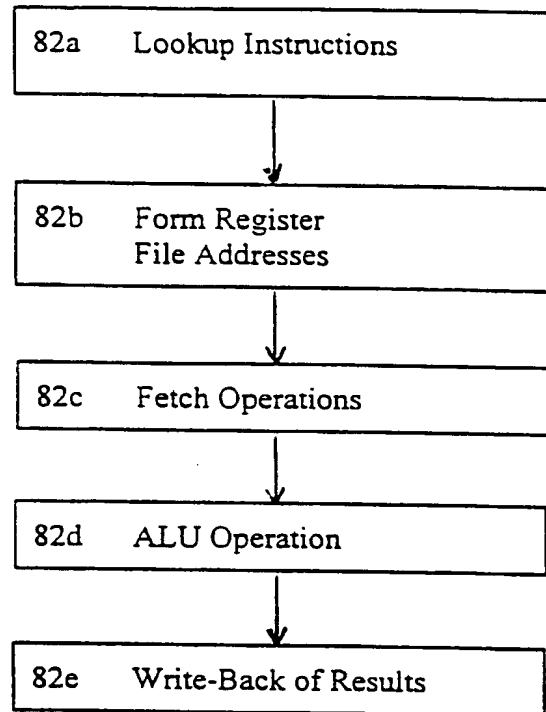 82a Lookup Instructions
82b Form Register
File Addresses
82c Fetch Operations
82d ALU Operation
82e Write-Back of Results